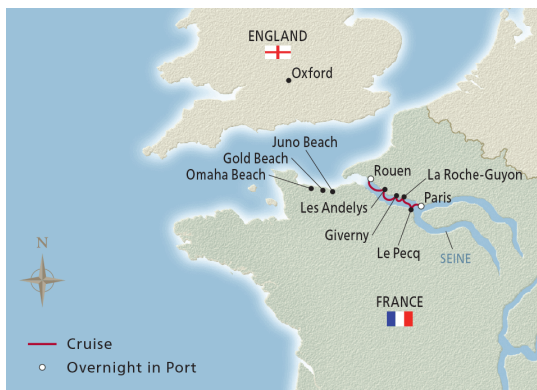 ENGLAND
Oxford
Juno Beach
Gold Beach
Omaha Beach
Rouen
La Roche-Guyon
Les Andelys
Paris
Giverny
Le Pecq
SEINE
N
FRANCE
Cruise
Overnight in Port